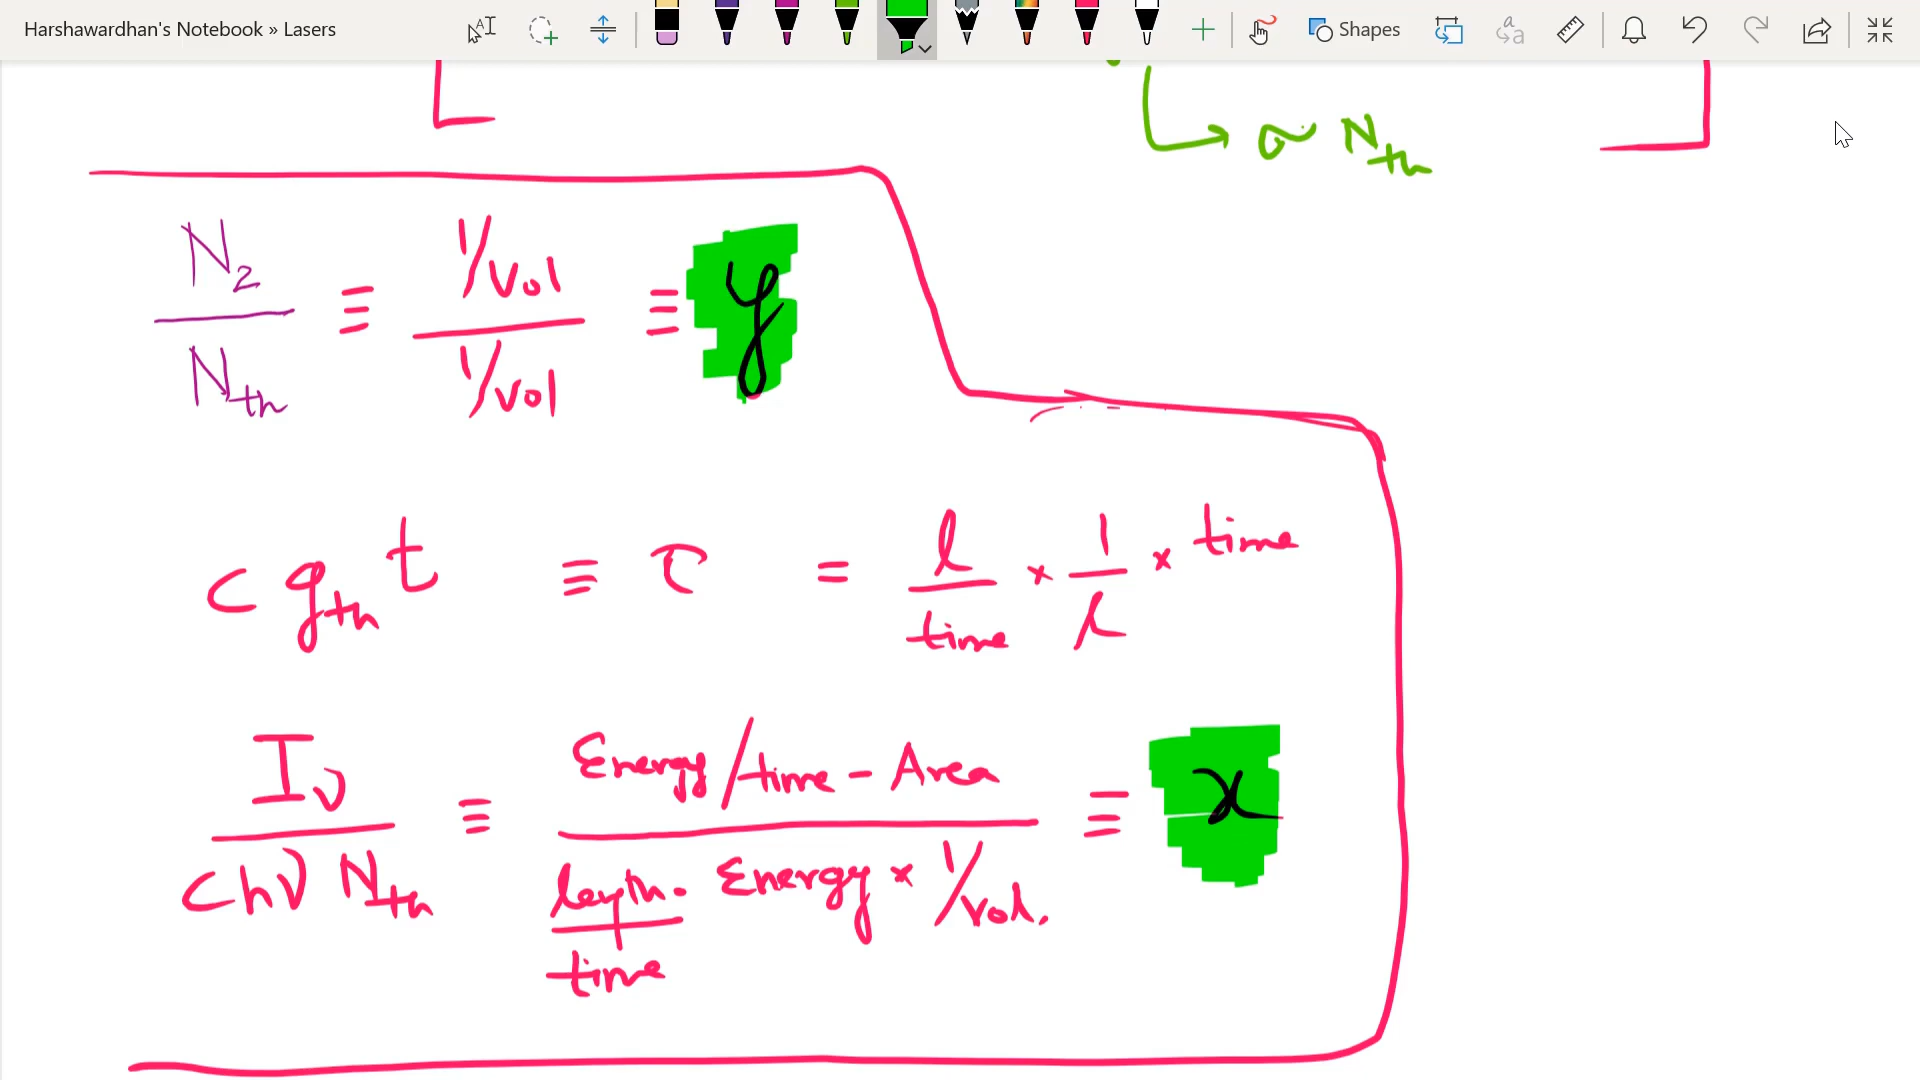 Harshawardhan's Notebook » Lasers
Shapes
σ N_th
N_2 / N_th ≡ (1/Vol) / (1/Vol) ≡ y
c g_th t ≡ τ = l/time × 1/l × time
I_ν / (c h ν N_th) ≡ (Energy/time - Area) / (length/time · Energy × 1/Vol.) ≡ x